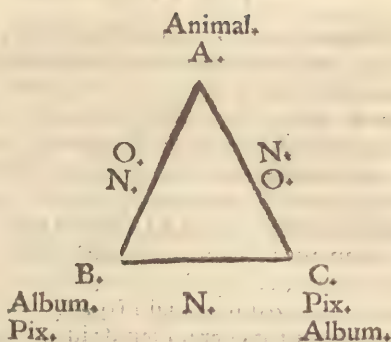 Animal.
A.
O. N.
N. O.
B. C.
Album. N. Pix.
Pix. Album.